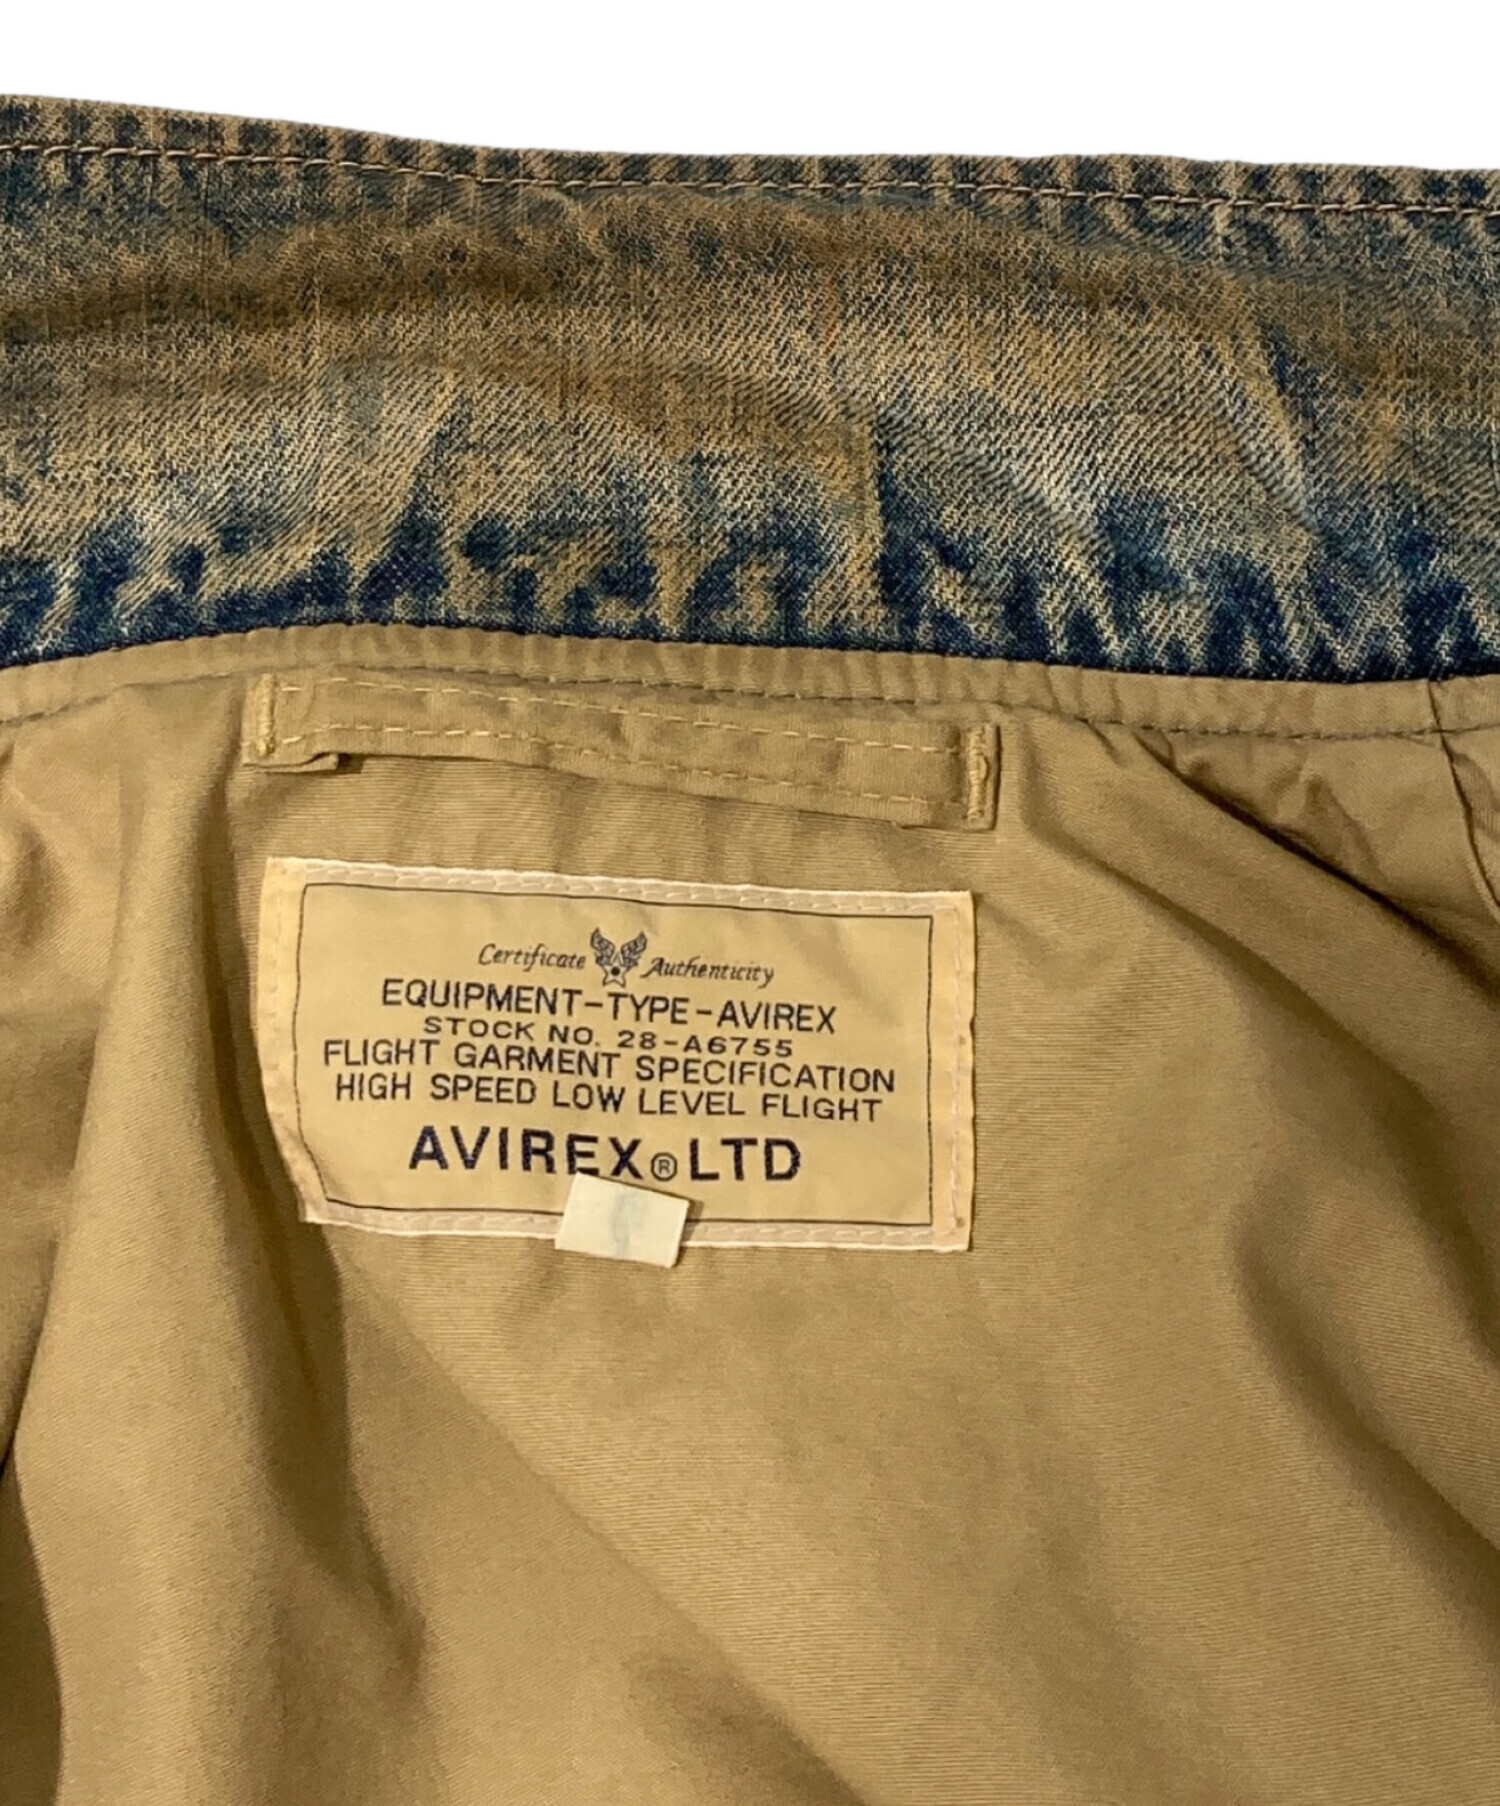 Certificate Authenticity
EQUIPMENT-TYPE-AVIREX
STOCK NO. 28-A6755
FLIGHT GARMENT SPECIFICATION
HIGH SPEED LOW LEVEL FLIGHT
AVIREX® LTD